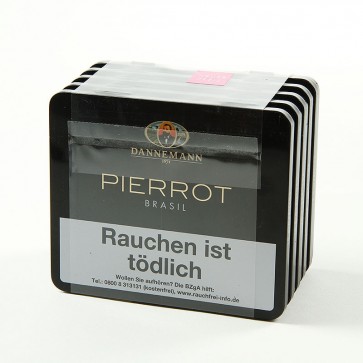 DANNEMANN
PIERROT
BRASIL
Rauchen ist
tödlich
Wollen Sie aufhören? Die BZgA hilft:
Tel.: 0800 8 313131 (kostenfrei), www.rauchfrei-info.de